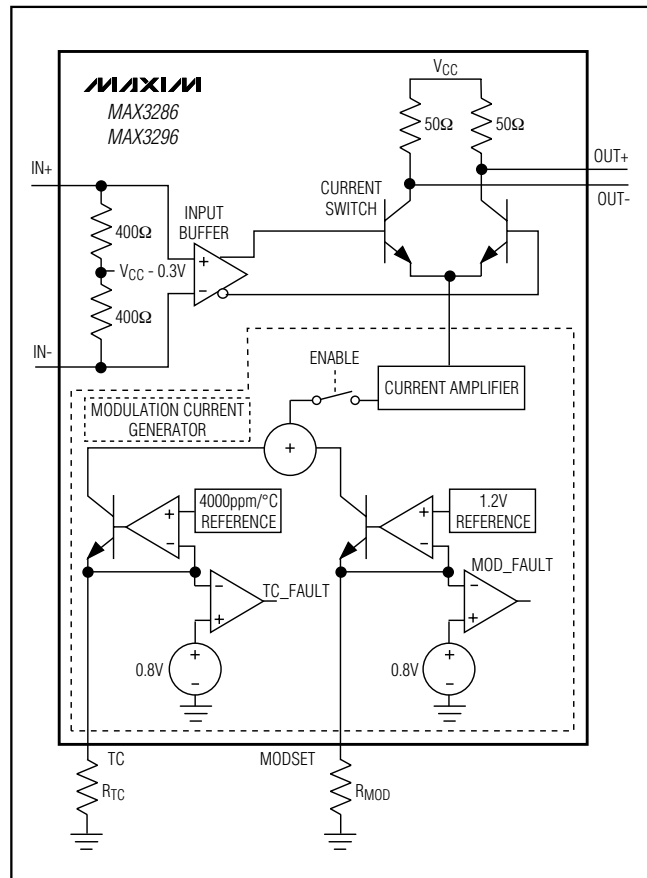 VCC
MAXIM
MAX3286
MAX3296
50Ω
50Ω
IN+
OUT+
OUT-
CURRENT
SWITCH
INPUT
BUFFER
400Ω
+
VCC - 0.3V
400Ω
-
IN-
ENABLE
CURRENT AMPLIFIER
MODULATION CURRENT
GENERATOR
+
4000ppm/°C
REFERENCE
+
-
1.2V
REFERENCE
+
-
TC_FAULT
-
+
MOD_FAULT
-
+
0.8V
+
-
0.8V
+
-
TC
MODSET
RTC
RMOD